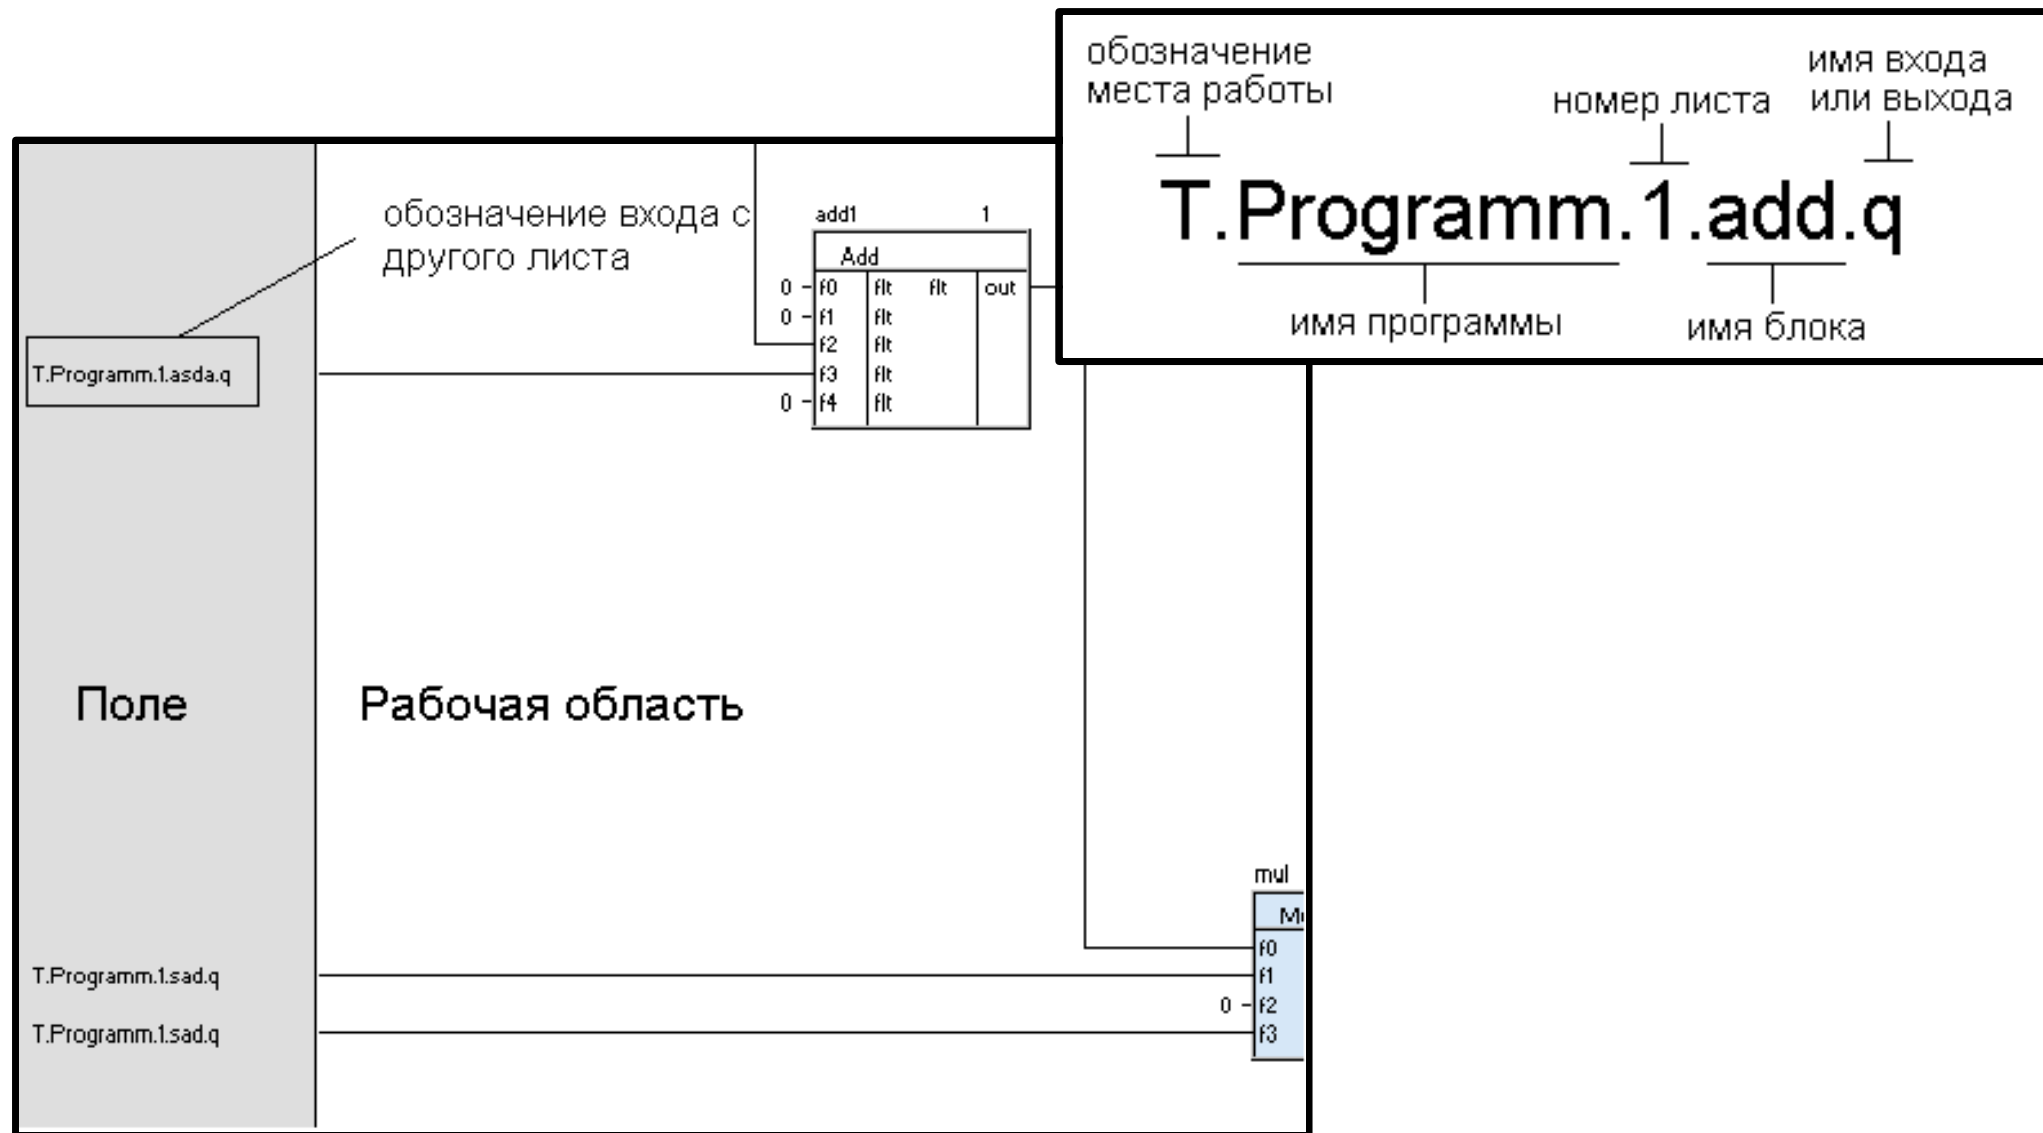 обозначение
места работы
номер листа
имя входа
или выхода
T.Programm.1.add.q
имя программы
имя блока
обозначение входа с
другого листа
add1 1
Add
0 f0 flt flt out
0 f1 flt
f2 flt
T.Programm.1.asda.q
f3 flt
0 f4 flt
Поле
Рабочая область
mul
f0
T.Programm.1.sad.q
f1
0 f2
T.Programm.1.sad.q
f3